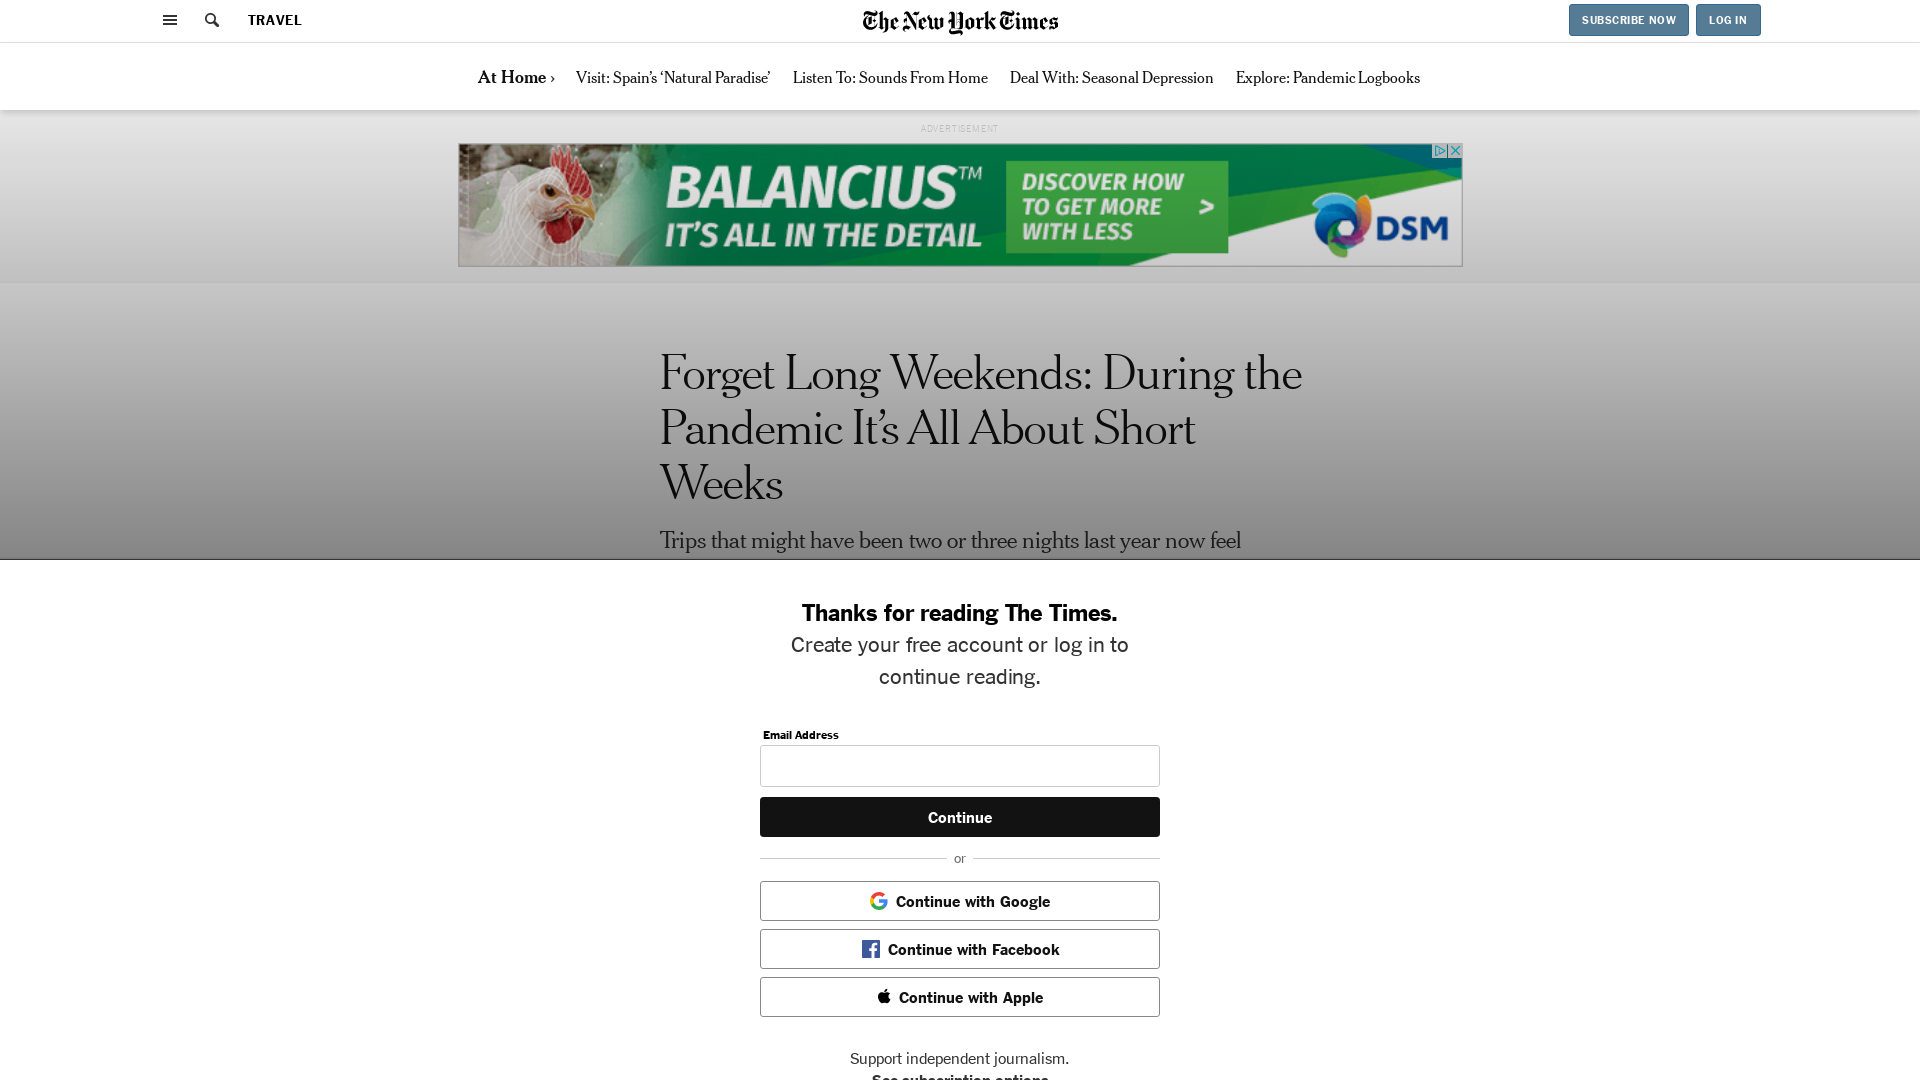 TRAVEL
The New York Times
SUBSCRIBE NOW
LOG IN
At Home ›
Visit: Spain’s ‘Natural Paradise’
Listen To: Sounds From Home
Deal With: Seasonal Depression
Explore: Pandemic Logbooks
ADVERTISEMENT
BALANCIUS™
IT’S ALL IN THE DETAIL
DISCOVER HOW
TO GET MORE >
WITH LESS
DSM
Forget Long Weekends: During the
Pandemic It’s All About Short
Weeks
Trips that might have been two or three nights last year now feel
Thanks for reading The Times.
Create your free account or log in to
continue reading.
Email Address
Continue
or
Continue with Google
Continue with Facebook
Continue with Apple
Support independent journalism.
See subscription options.